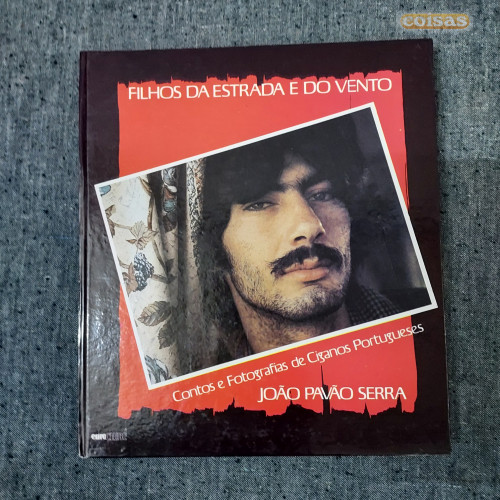 coisas
FILHOS DA ESTRADA E DO VENTO
Contos e Fotografias de Ciganos Portugueses
JOÃO PAVÃO SERRA